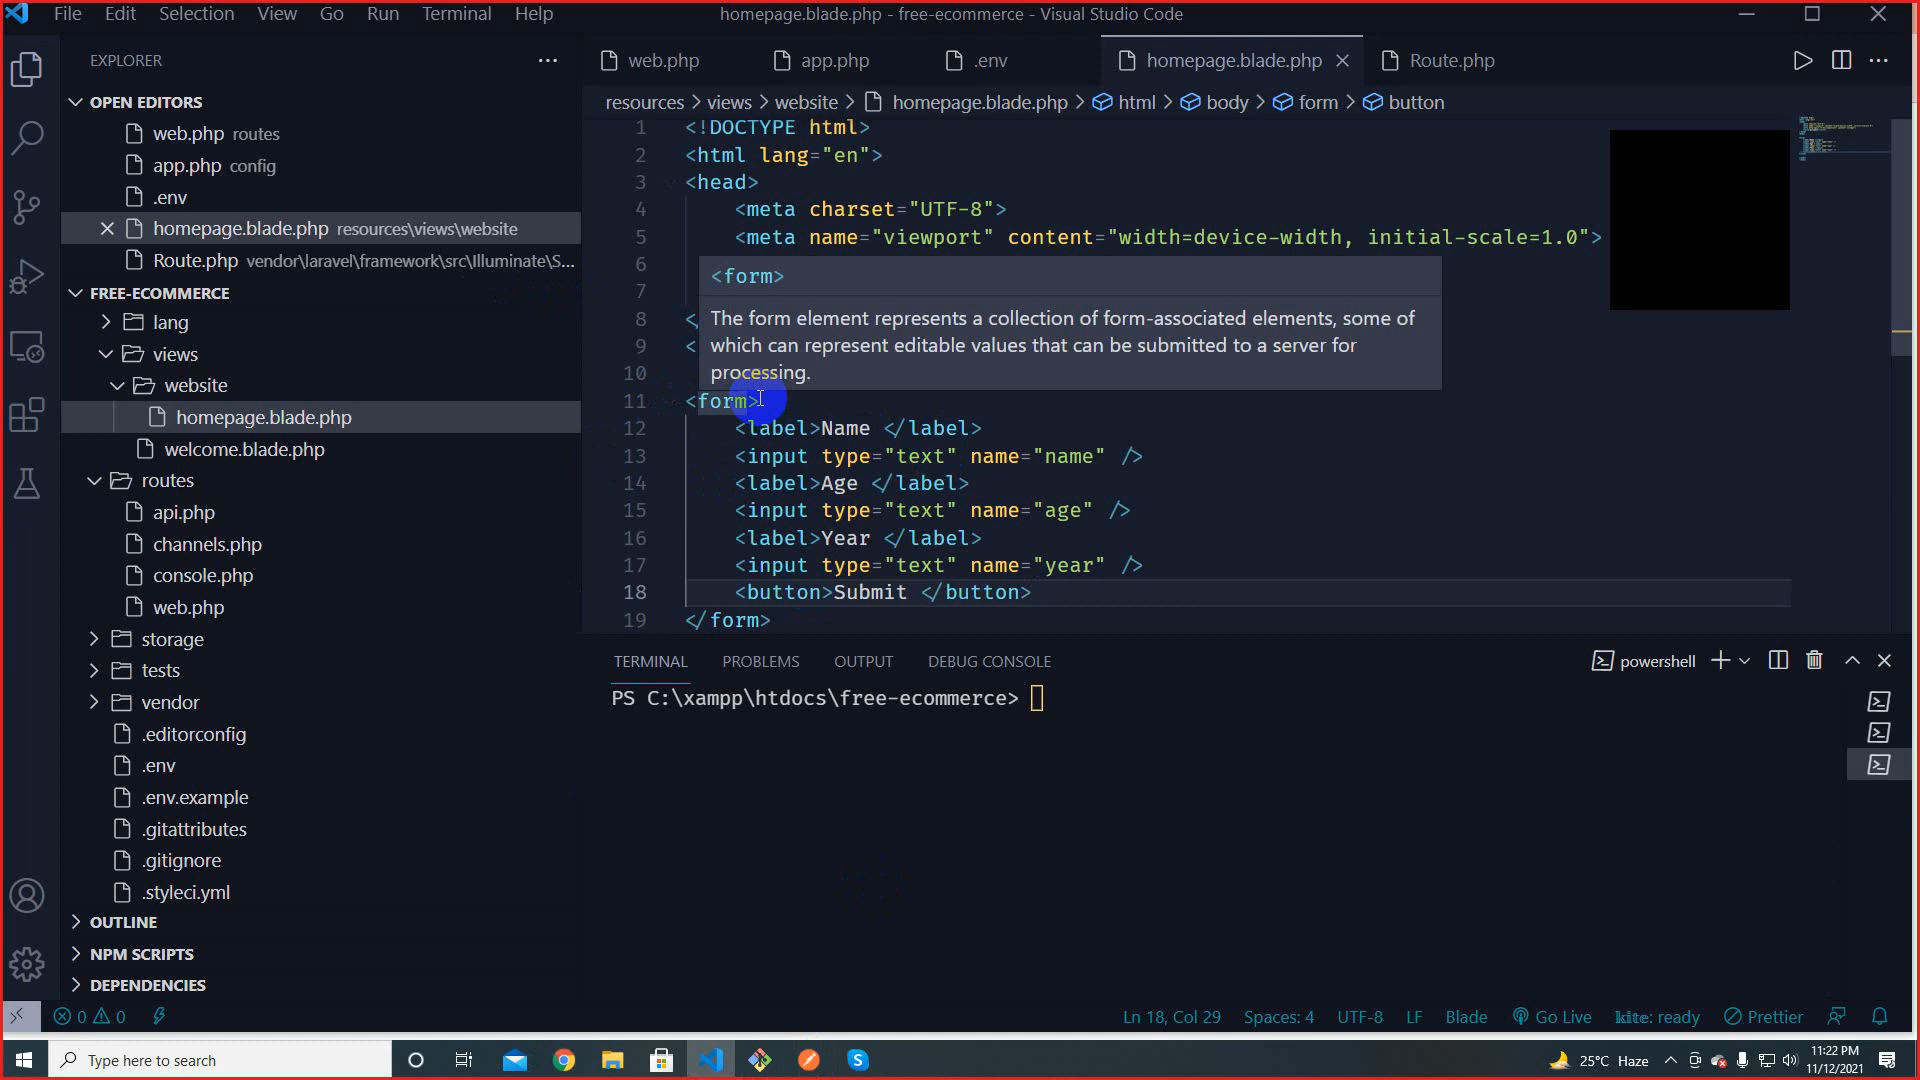 File Edit Selection View Go Run Terminal Help
homepage.blade.php - free-ecommerce - Visual Studio Code
EXPLORER
OPEN EDITORS
web.php routes
app.php config
.env
homepage.blade.php resources\views\website
Route.php vendor\laravel\framework\src\Illuminate\S...
FREE-ECOMMERCE
lang
views
website
homepage.blade.php
welcome.blade.php
routes
api.php
channels.php
console.php
web.php
storage
tests
vendor
.editorconfig
.env
.env.example
.gitattributes
.gitignore
.styleci.yml
OUTLINE
NPM SCRIPTS
DEPENDENCIES
web.php app.php .env homepage.blade.php Route.php
resources > views > website > homepage.blade.php > html > body > form > button
1 <!DOCTYPE html>
2 <html lang="en">
3 <head>
4 <meta charset="UTF-8">
5 <meta name="viewport" content="width=device-width, initial-scale=1.0">
6
7
8 <
9 <
10
<form>
The form element represents a collection of form-associated elements, some of
which can represent editable values that can be submitted to a server for
processing.
11 <form>
12 <label>Name </label>
13 <input type="text" name="name" />
14 <label>Age </label>
15 <input type="text" name="age" />
16 <label>Year </label>
17 <input type="text" name="year" />
18 <button>Submit </button>
19 </form>
TERMINAL PROBLEMS OUTPUT DEBUG CONSOLE
powershell
PS C:\xampp\htdocs\free-ecommerce>
0 0
Ln 18, Col 29 Spaces: 4 UTF-8 LF Blade Go Live kite: ready Prettier
Type here to search
25°C Haze
11:22 PM
11/12/2021